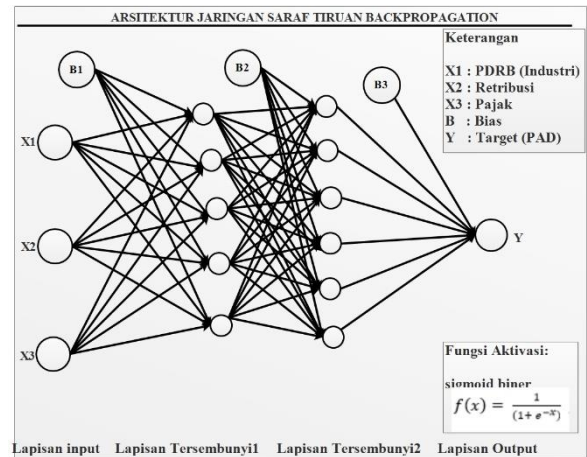 ARSITEKTUR JARINGAN SARAF TIRUAN BACKPROPAGATION
Keterangan
X1 : PDRB (Industri)
X2 : Retribusi
X3 : Pajak
B : Bias
Y : Target (PAD)
B1
B2
B3
X1
X2
Y
X3
Fungsi Aktivasi:
sigmoid biner
f(x) = 1 / (1+ e^-x)
Lapisan input Lapisan Tersembunyi1 Lapisan Tersembunyi2 Lapisan Output